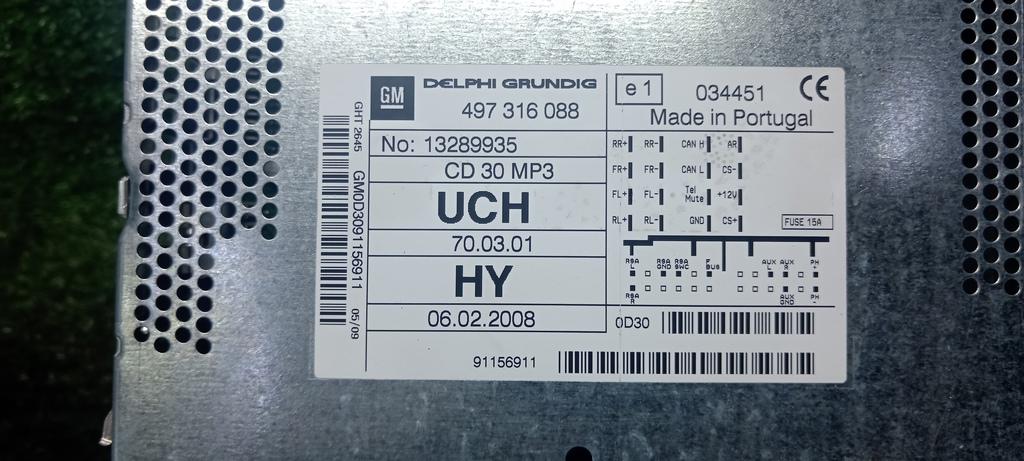 GM DELPHI GRUNDIG
497 316 088
No: 13289935
CD 30 MP3
UCH
70.03.01
HY
06.02.2008
91156911
GHT 2645
GM0D3091156911 05/09
e1 034451 CE
Made in Portugal
RR+ RR- CAN H AR
FR+ FR- CAN L CS-
FL+ FL- Tel Mute +12V
RL+ RL- GND CS+
FUSE 15A
RSA L RSA GND RSA SWC F BUS AUX L AUX R PH +
RSA R AUX GND PH -
0D30